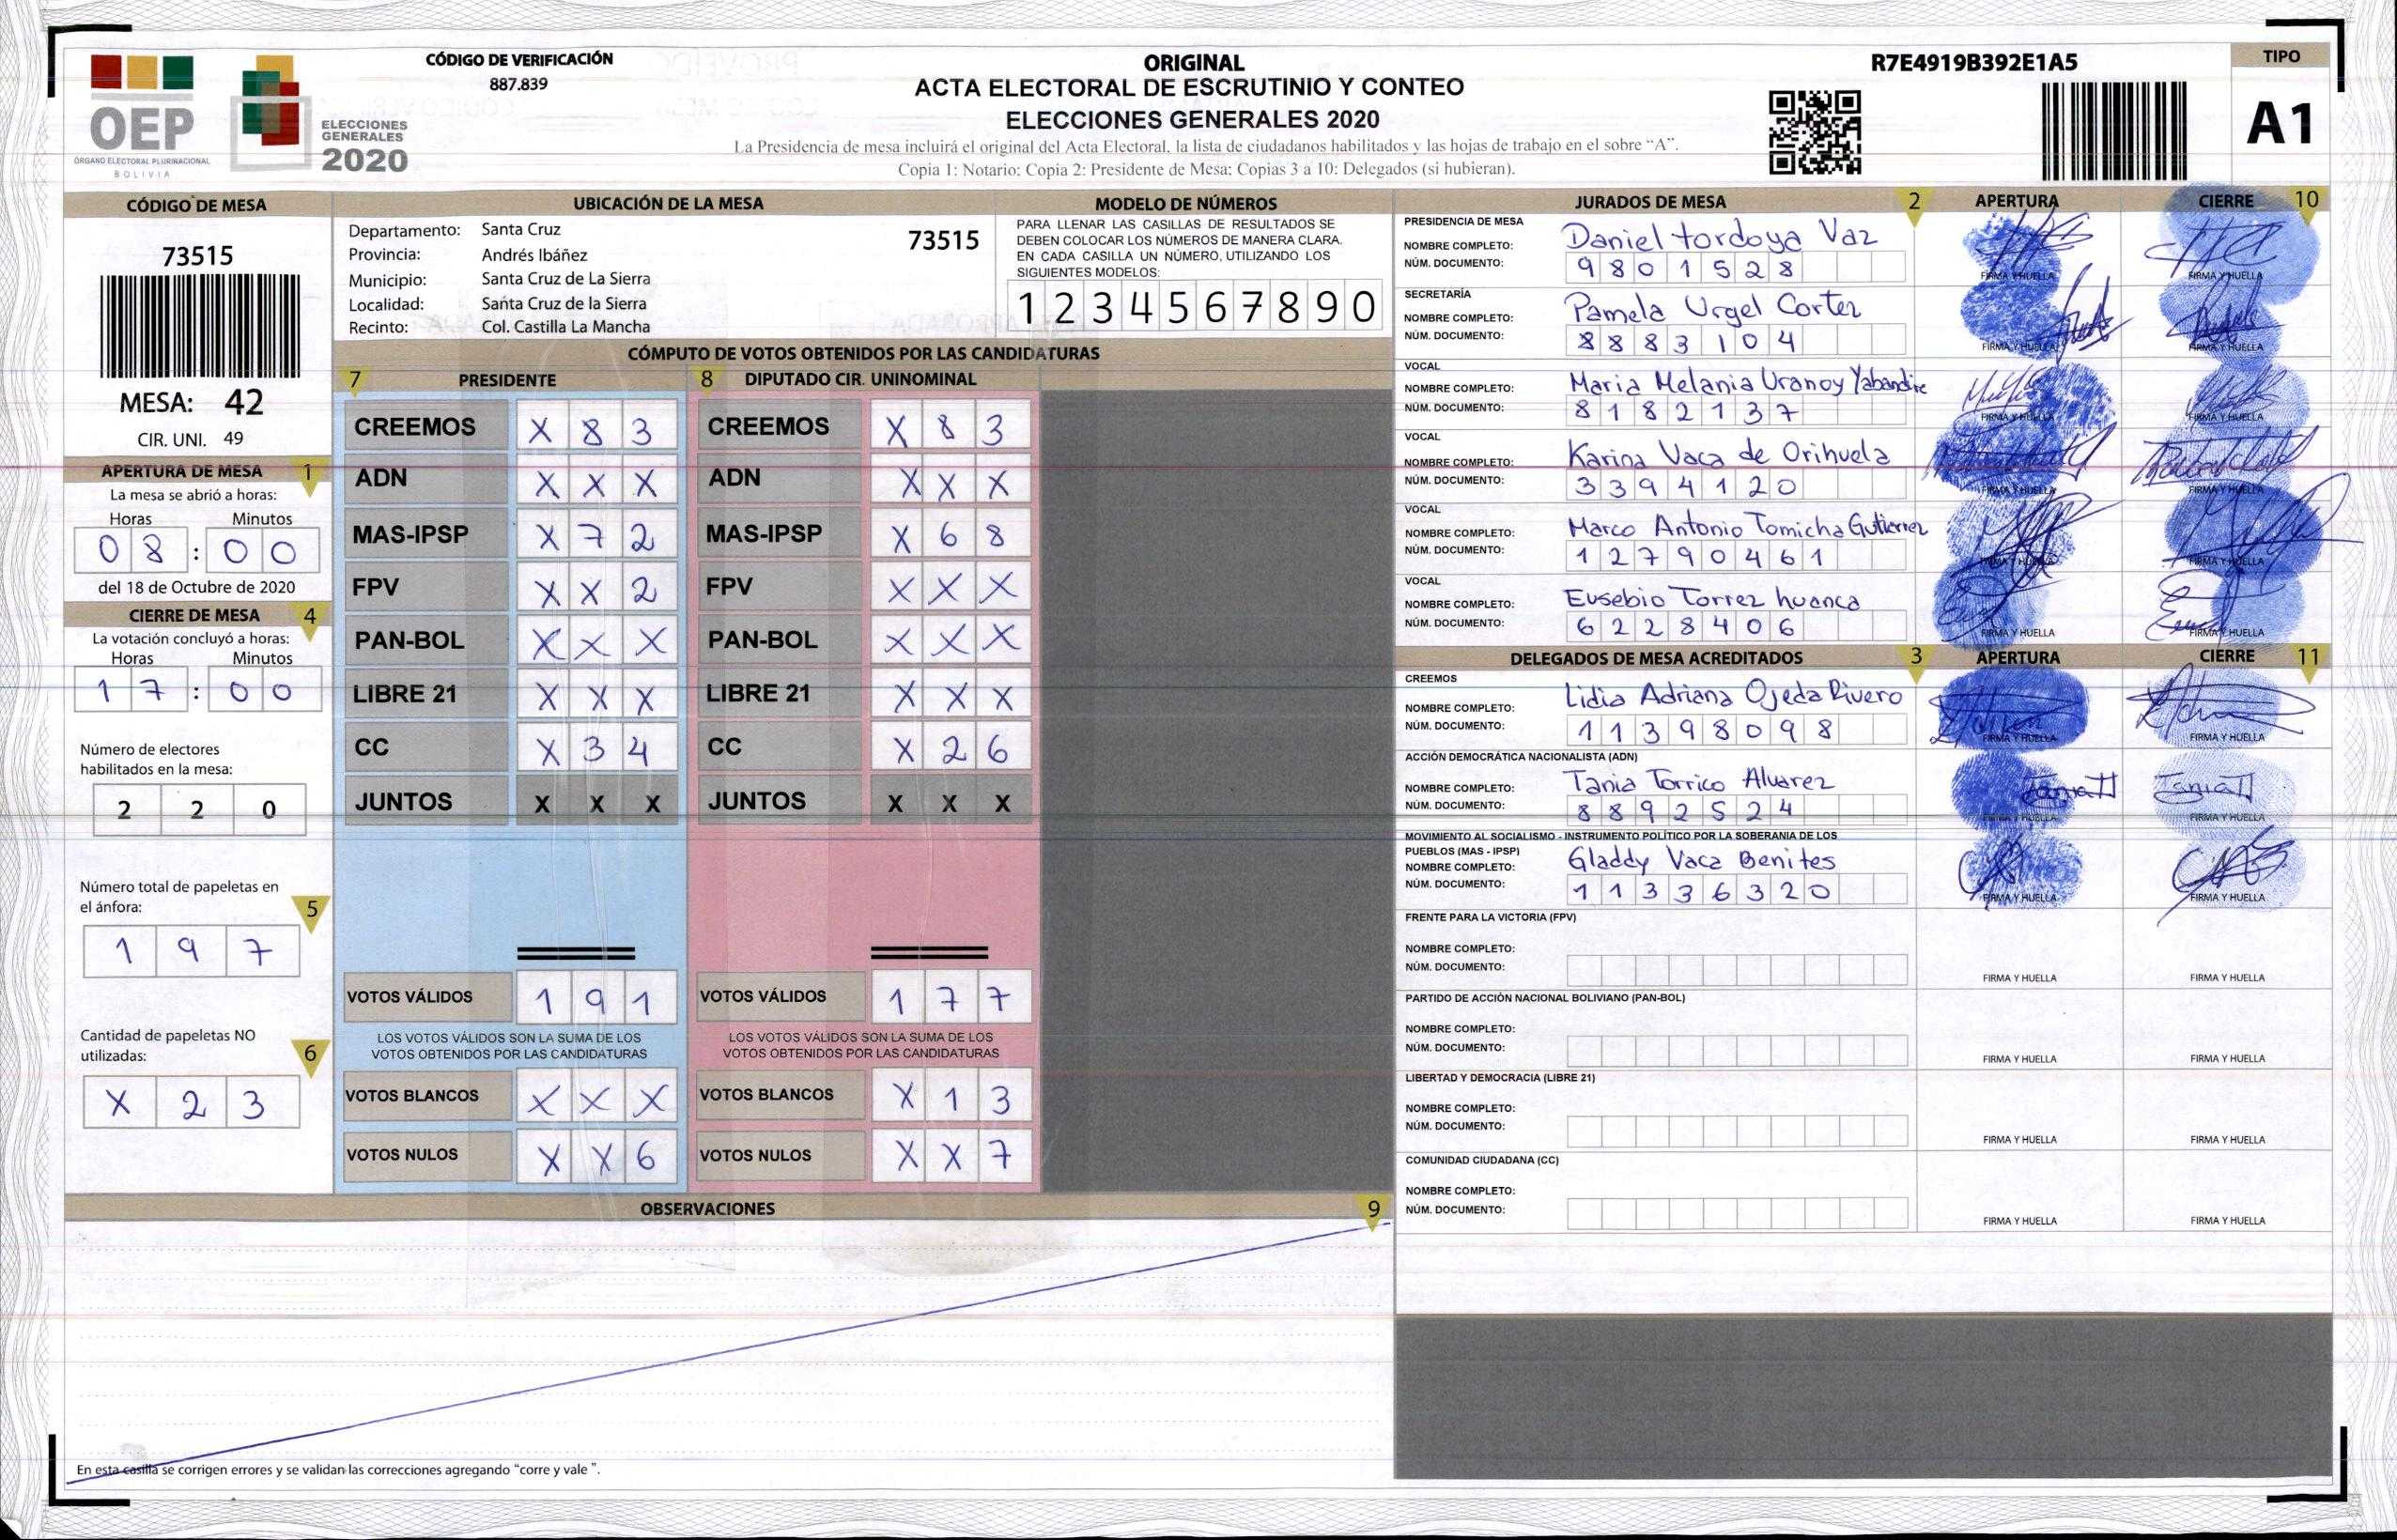 CÓDIGO DE VERIFICACIÓN
887.839
ORIGINAL
ACTA ELECTORAL DE ESCRUTINIO Y CONTEO
ELECCIONES GENERALES 2020
La Presidencia de mesa incluirá el original del Acta Electoral, la lista de ciudadanos habilitados y las hojas de trabajo en el sobre “A”.
Copia 1: Notario; Copia 2: Presidente de Mesa; Copias 3 a 10: Delegados (si hubieran).
R7E4919B392E1A5
TIPO
A1
OEP
ÓRGANO ELECTORAL PLURINACIONAL
BOLIVIA
ELECCIONES
GENERALES
2020
CÓDIGO DE MESA
73515
MESA: 42
CIR. UNI. 49
APERTURA DE MESA 1
La mesa se abrió a horas:
Horas Minutos
0 8 : 0 0
del 18 de Octubre de 2020
CIERRE DE MESA 4
La votación concluyó a horas:
Horas Minutos
1 7 : 0 0
Número de electores
habilitados en la mesa:
2 2 0
Número total de papeletas en
el ánfora: 5
1 9 7
Cantidad de papeletas NO
utilizadas: 6
X 2 3
UBICACIÓN DE LA MESA
Departamento: Santa Cruz 73515
Provincia: Andrés Ibáñez
Municipio: Santa Cruz de La Sierra
Localidad: Santa Cruz de la Sierra
Recinto: Col. Castilla La Mancha
MODELO DE NÚMEROS
PARA LLENAR LAS CASILLAS DE RESULTADOS SE
DEBEN COLOCAR LOS NÚMEROS DE MANERA CLARA.
EN CADA CASILLA UN NÚMERO, UTILIZANDO LOS
SIGUIENTES MODELOS:
1 2 3 4 5 6 7 8 9 0
CÓMPUTO DE VOTOS OBTENIDOS POR LAS CANDIDATURAS
7 PRESIDENTE 8 DIPUTADO CIR. UNINOMINAL
CREEMOS X 8 3 CREEMOS X 8 3
ADN X X X ADN X X X
MAS-IPSP X 7 2 MAS-IPSP X 6 8
FPV X X 2 FPV X X X
PAN-BOL X X X PAN-BOL X X X
LIBRE 21 X X X LIBRE 21 X X X
CC X 3 4 CC X 2 6
JUNTOS X X X JUNTOS X X X
VOTOS VÁLIDOS 1 9 1 VOTOS VÁLIDOS 1 7 7
LOS VOTOS VÁLIDOS SON LA SUMA DE LOS LOS VOTOS VÁLIDOS SON LA SUMA DE LOS
VOTOS OBTENIDOS POR LAS CANDIDATURAS VOTOS OBTENIDOS POR LAS CANDIDATURAS
VOTOS BLANCOS X X X VOTOS BLANCOS X 1 3
VOTOS NULOS X X 6 VOTOS NULOS X X 7
OBSERVACIONES 9
En esta casilla se corrigen errores y se validan las correcciones agregando “corre y vale ”.
JURADOS DE MESA 2 APERTURA CIERRE 10
PRESIDENCIA DE MESA
NOMBRE COMPLETO: Daniel tordoya Vaz
NÚM. DOCUMENTO: 9 8 0 1 5 2 8 FIRMA Y HUELLA FIRMA Y HUELLA
SECRETARÍA
NOMBRE COMPLETO: Pamela Urgel Cortez
NÚM. DOCUMENTO: 8 8 8 3 1 0 4 FIRMA Y HUELLA FIRMA Y HUELLA
VOCAL
NOMBRE COMPLETO: Maria Melania Uranoy Yabandire
NÚM. DOCUMENTO: 8 1 8 2 1 3 7 FIRMA Y HUELLA FIRMA Y HUELLA
VOCAL
NOMBRE COMPLETO: Karina Vaca de Orihuela
NÚM. DOCUMENTO: 3 3 9 4 1 2 0 FIRMA Y HUELLA FIRMA Y HUELLA
VOCAL
NOMBRE COMPLETO: Marco Antonio Tomicha Gutierrez
NÚM. DOCUMENTO: 1 2 7 9 0 4 6 1 FIRMA Y HUELLA FIRMA Y HUELLA
VOCAL
NOMBRE COMPLETO: Eusebio Torrez huanca
NÚM. DOCUMENTO: 6 2 2 8 4 0 6 FIRMA Y HUELLA FIRMA Y HUELLA
DELEGADOS DE MESA ACREDITADOS 3 APERTURA CIERRE 11
CREEMOS
NOMBRE COMPLETO: Lidia Adriana Ojeda Rivero
NÚM. DOCUMENTO: 1 1 3 9 8 0 9 8 FIRMA Y HUELLA FIRMA Y HUELLA
ACCIÓN DEMOCRÁTICA NACIONALISTA (ADN)
NOMBRE COMPLETO: Tania Torrico Alvarez
NÚM. DOCUMENTO: 8 8 9 2 5 2 4 FIRMA Y HUELLA FIRMA Y HUELLA
MOVIMIENTO AL SOCIALISMO - INSTRUMENTO POLÍTICO POR LA SOBERANIA DE LOS
PUEBLOS (MAS - IPSP)
NOMBRE COMPLETO: Gladdy Vaca Benites
NÚM. DOCUMENTO: 1 1 3 3 6 3 2 0 FIRMA Y HUELLA FIRMA Y HUELLA
FRENTE PARA LA VICTORIA (FPV)
NOMBRE COMPLETO:
NÚM. DOCUMENTO: FIRMA Y HUELLA FIRMA Y HUELLA
PARTIDO DE ACCIÓN NACIONAL BOLIVIANO (PAN-BOL)
NOMBRE COMPLETO:
NÚM. DOCUMENTO: FIRMA Y HUELLA FIRMA Y HUELLA
LIBERTAD Y DEMOCRACIA (LIBRE 21)
NOMBRE COMPLETO:
NÚM. DOCUMENTO: FIRMA Y HUELLA FIRMA Y HUELLA
COMUNIDAD CIUDADANA (CC)
NOMBRE COMPLETO:
NÚM. DOCUMENTO: FIRMA Y HUELLA FIRMA Y HUELLA